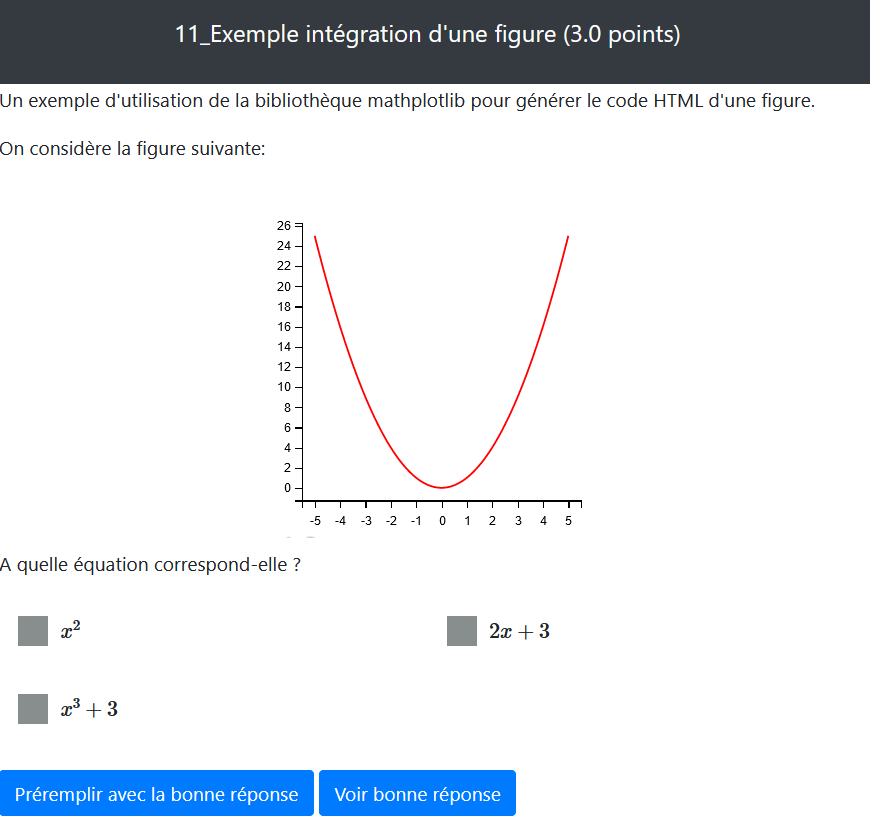 11_Exemple intégration d'une figure (3.0 points)
Un exemple d'utilisation de la bibliothèque mathplotlib pour générer le code HTML d'une figure.
On considère la figure suivante:
26
24
22
20
18
16
14
12
10
8
6
4
2
0
-5 -4 -3 -2 -1 0 1 2 3 4 5
A quelle équation correspond-elle ?
x² 2x + 3
x³ + 3
Préremplir avec la bonne réponse Voir bonne réponse